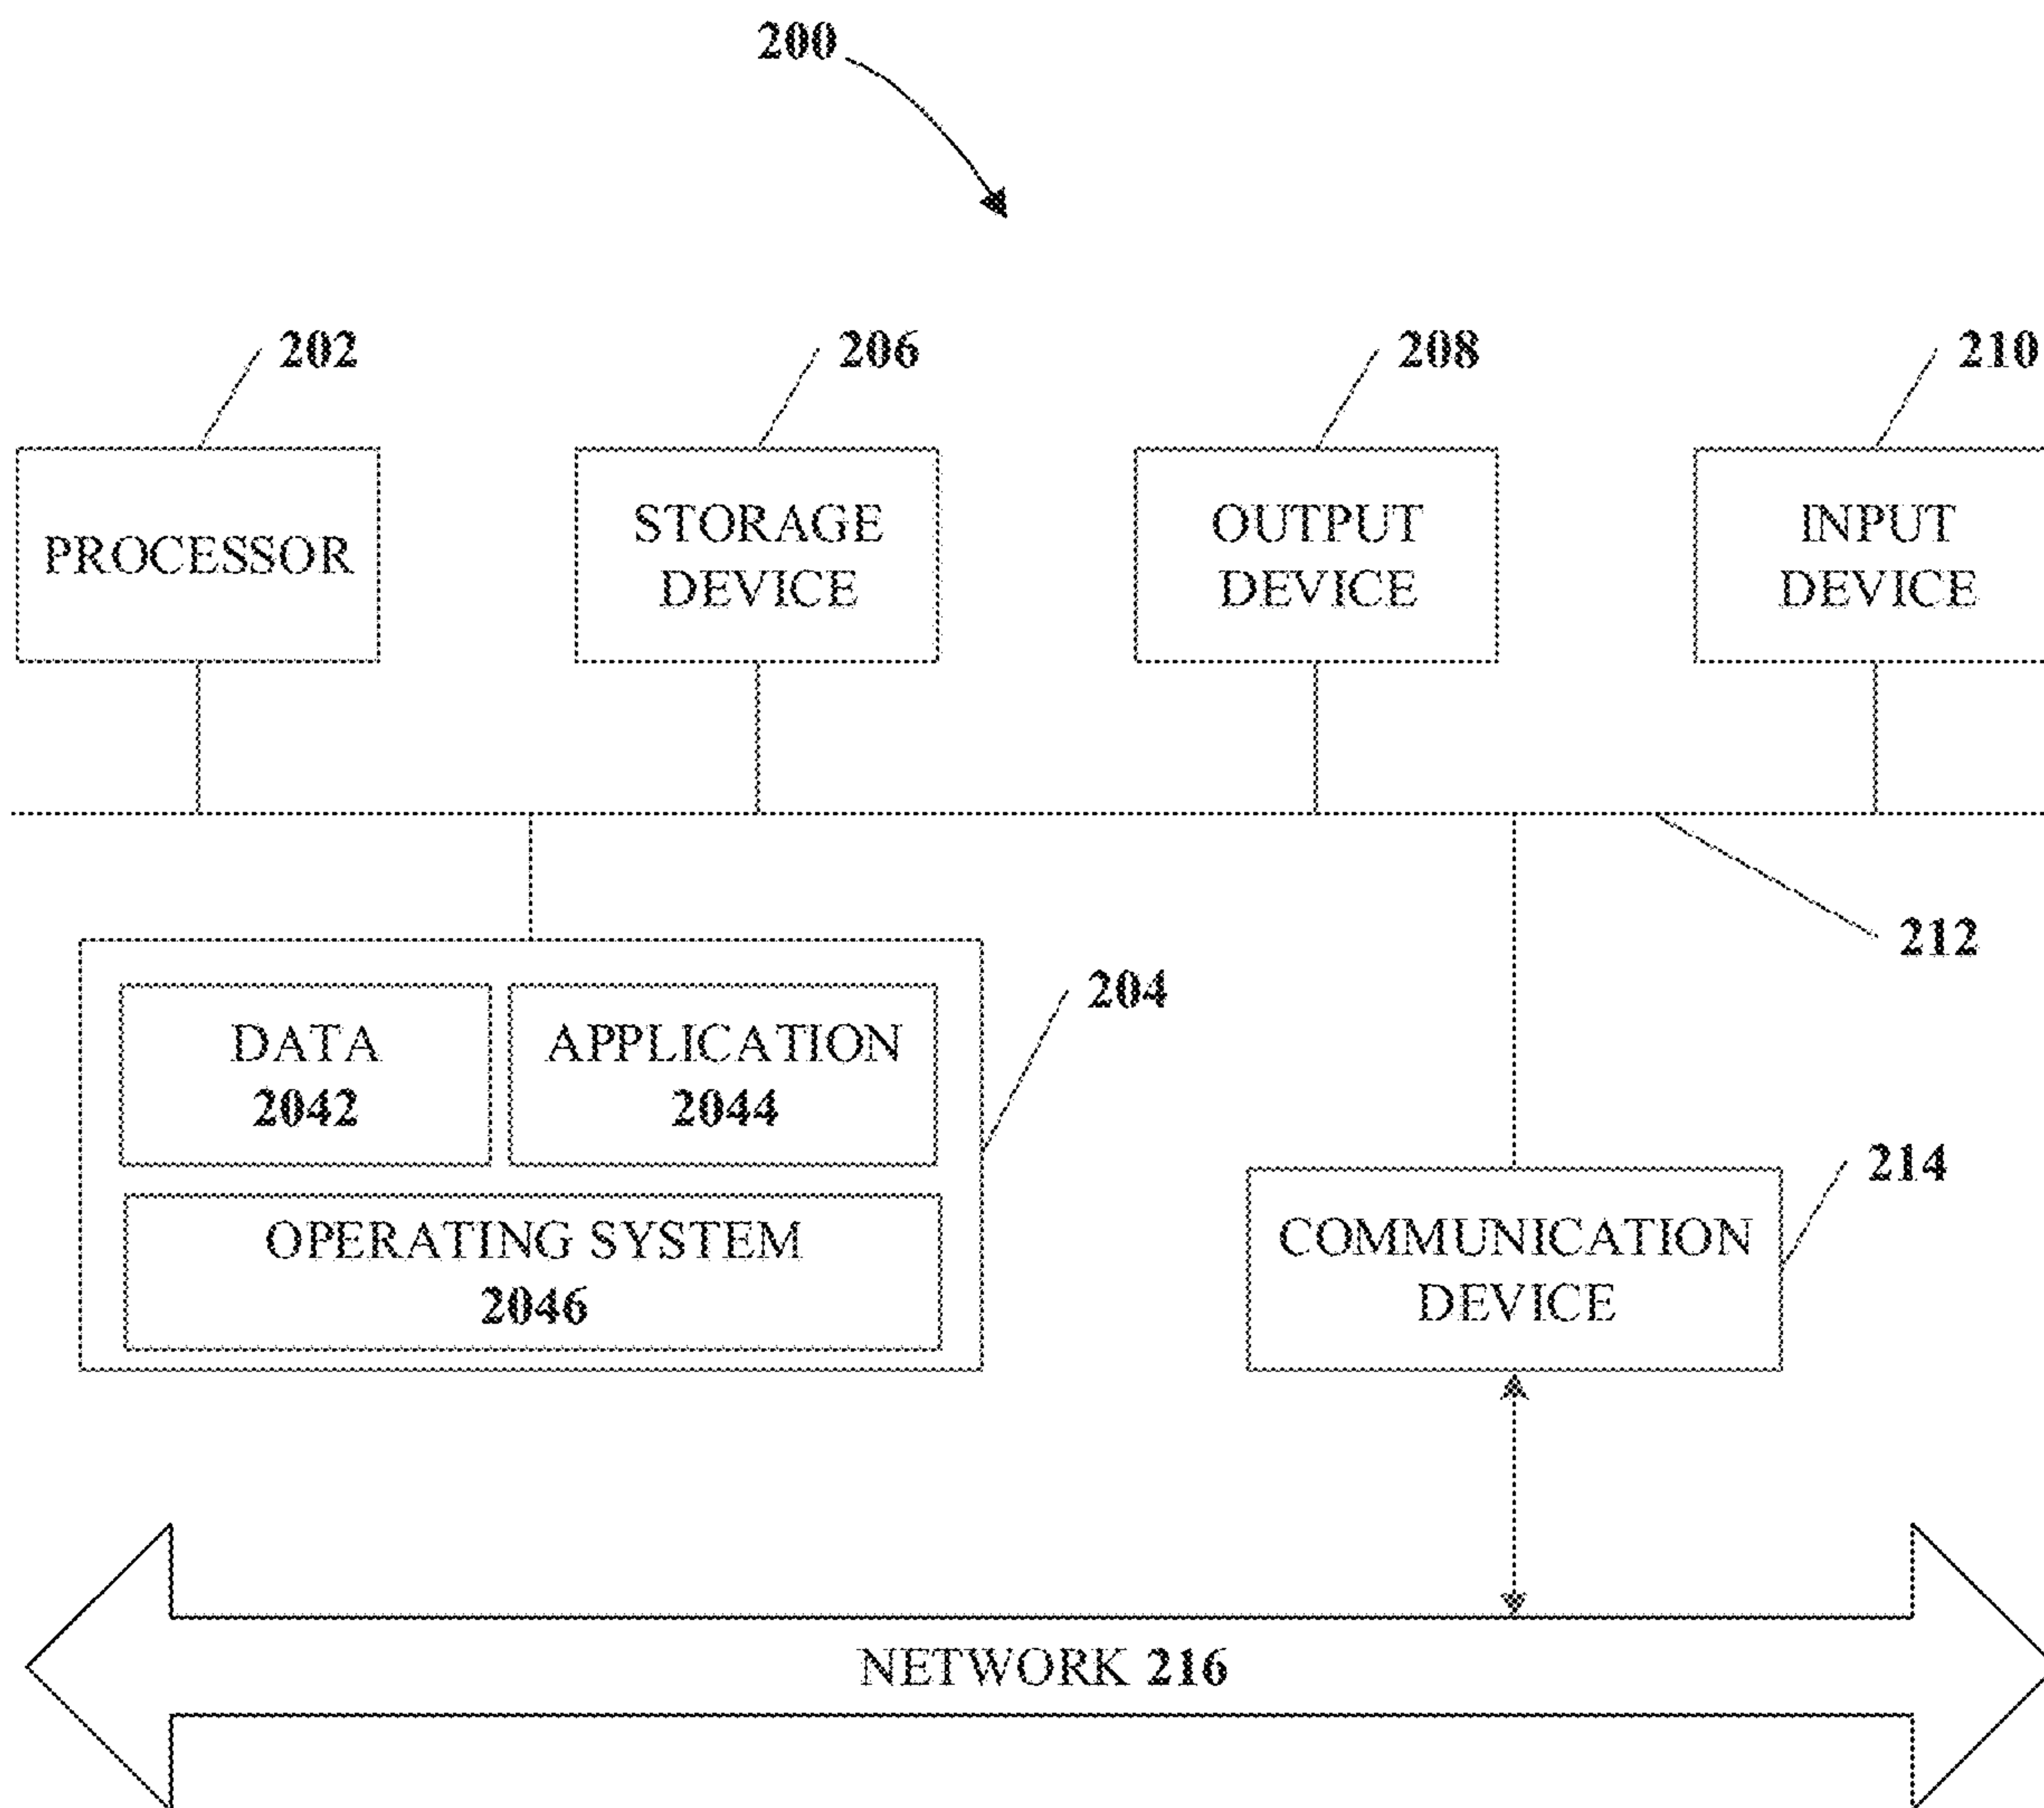 200
202
206
208
210
PROCESSOR
STORAGE
DEVICE
OUTPUT
DEVICE
INPUT
DEVICE
212
204
DATA
2042
APPLICATION
2044
OPERATING SYSTEM
2046
214
COMMUNICATION
DEVICE
NETWORK 216